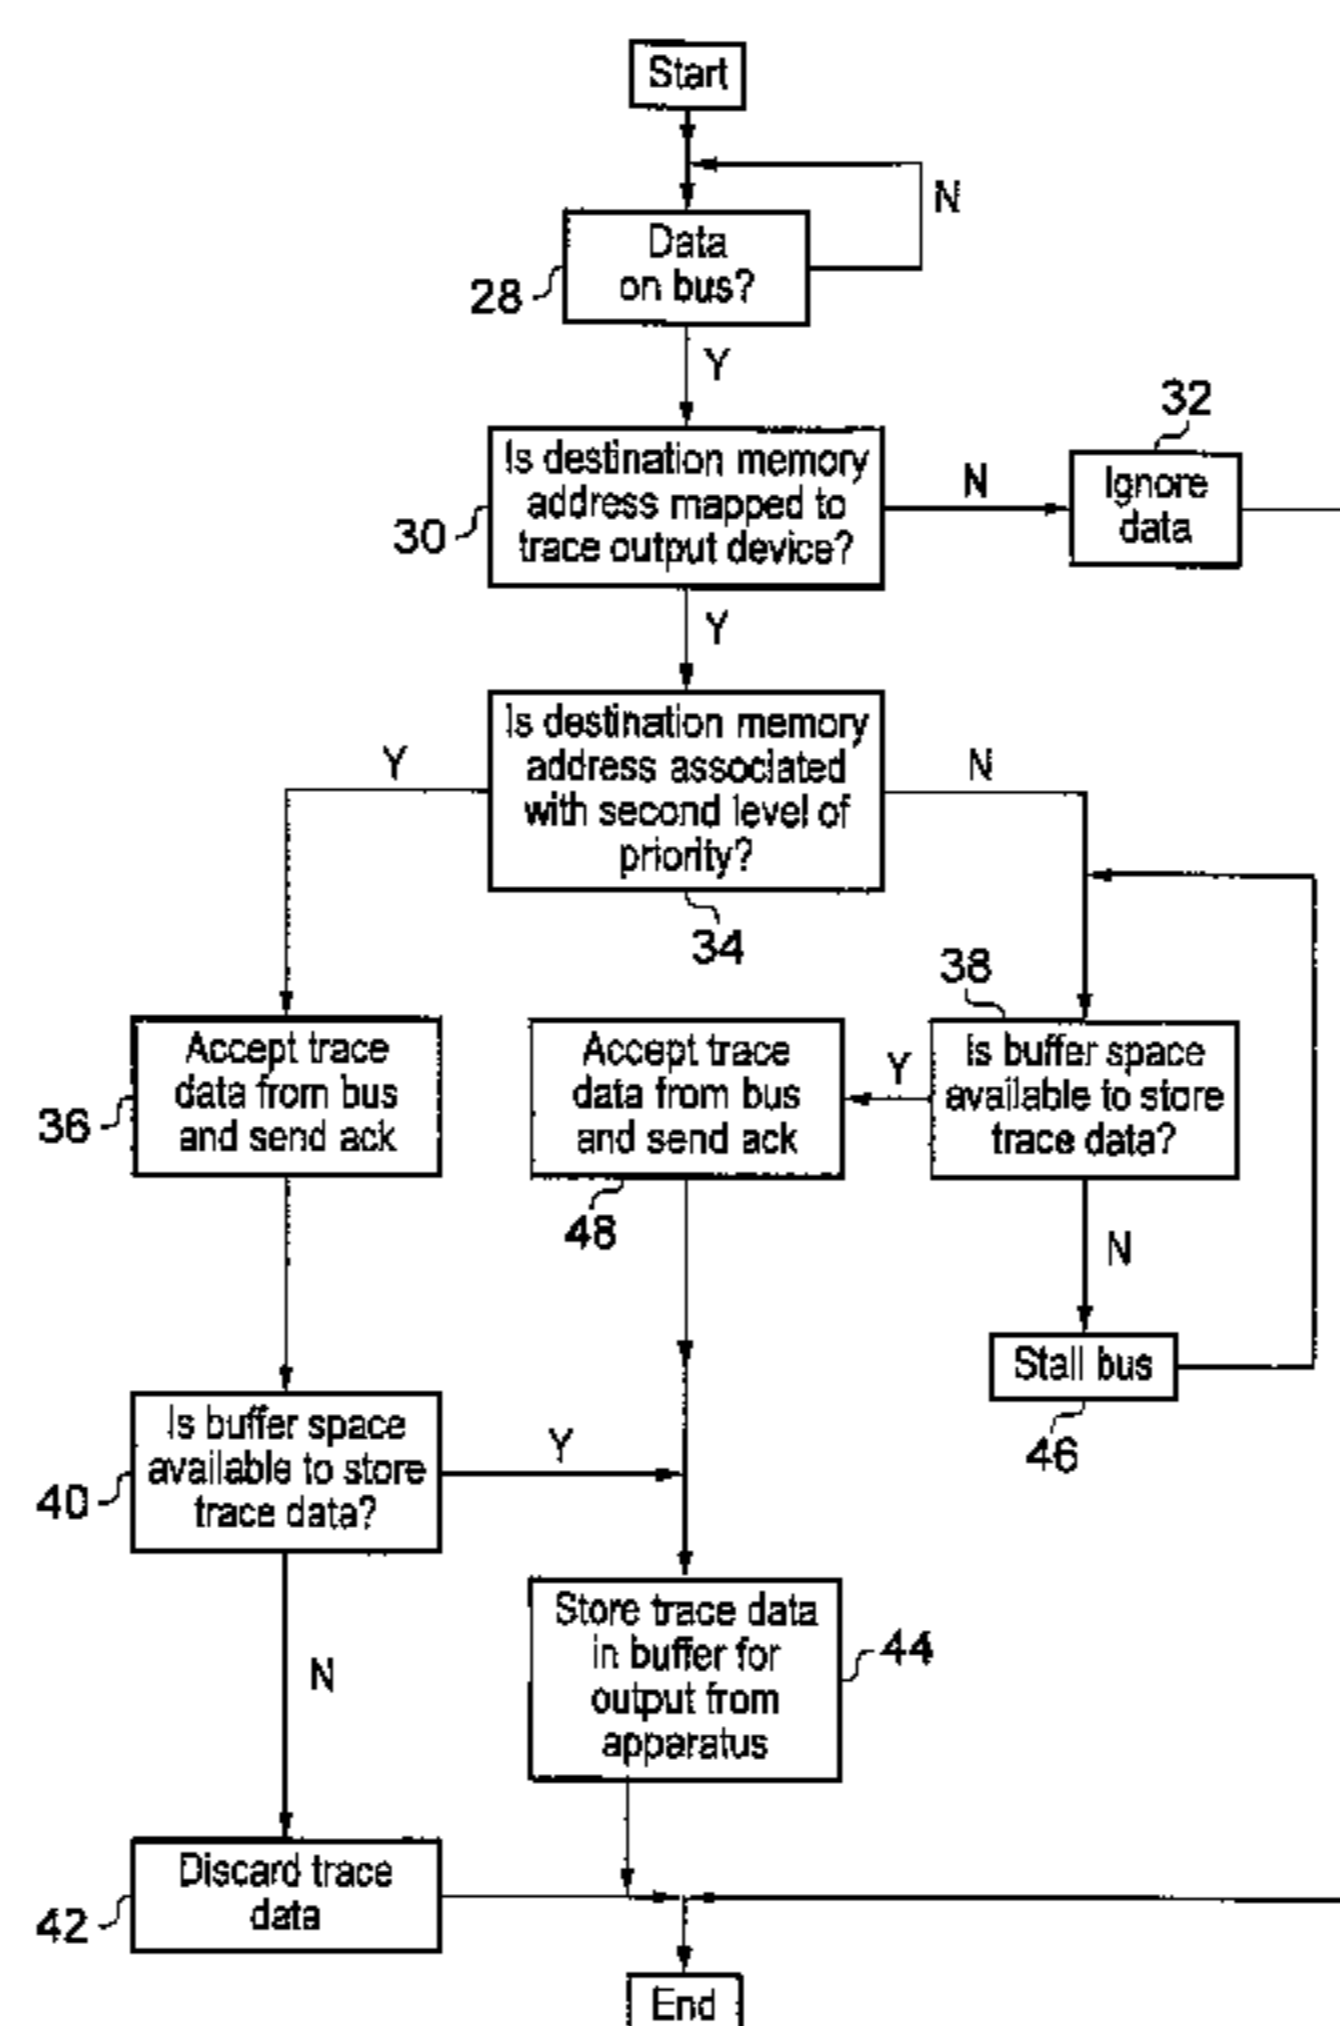 Start
N
Data
on bus?
28
Y
32
Is destination memory
address mapped to
trace output device?
30
N
Ignore
data
Y
Is destination memory
address associated
with second level of
priority?
Y
N
34
38
Accept trace
data from bus
and send ack
36
Accept trace
data from bus
and send ack
48
Y
Is buffer space
available to store
trace data?
N
Stall bus
46
Is buffer space
available to store
trace data?
40
Y
Store trace data
in buffer for
output from
apparatus
44
N
Discard trace
data
42
End